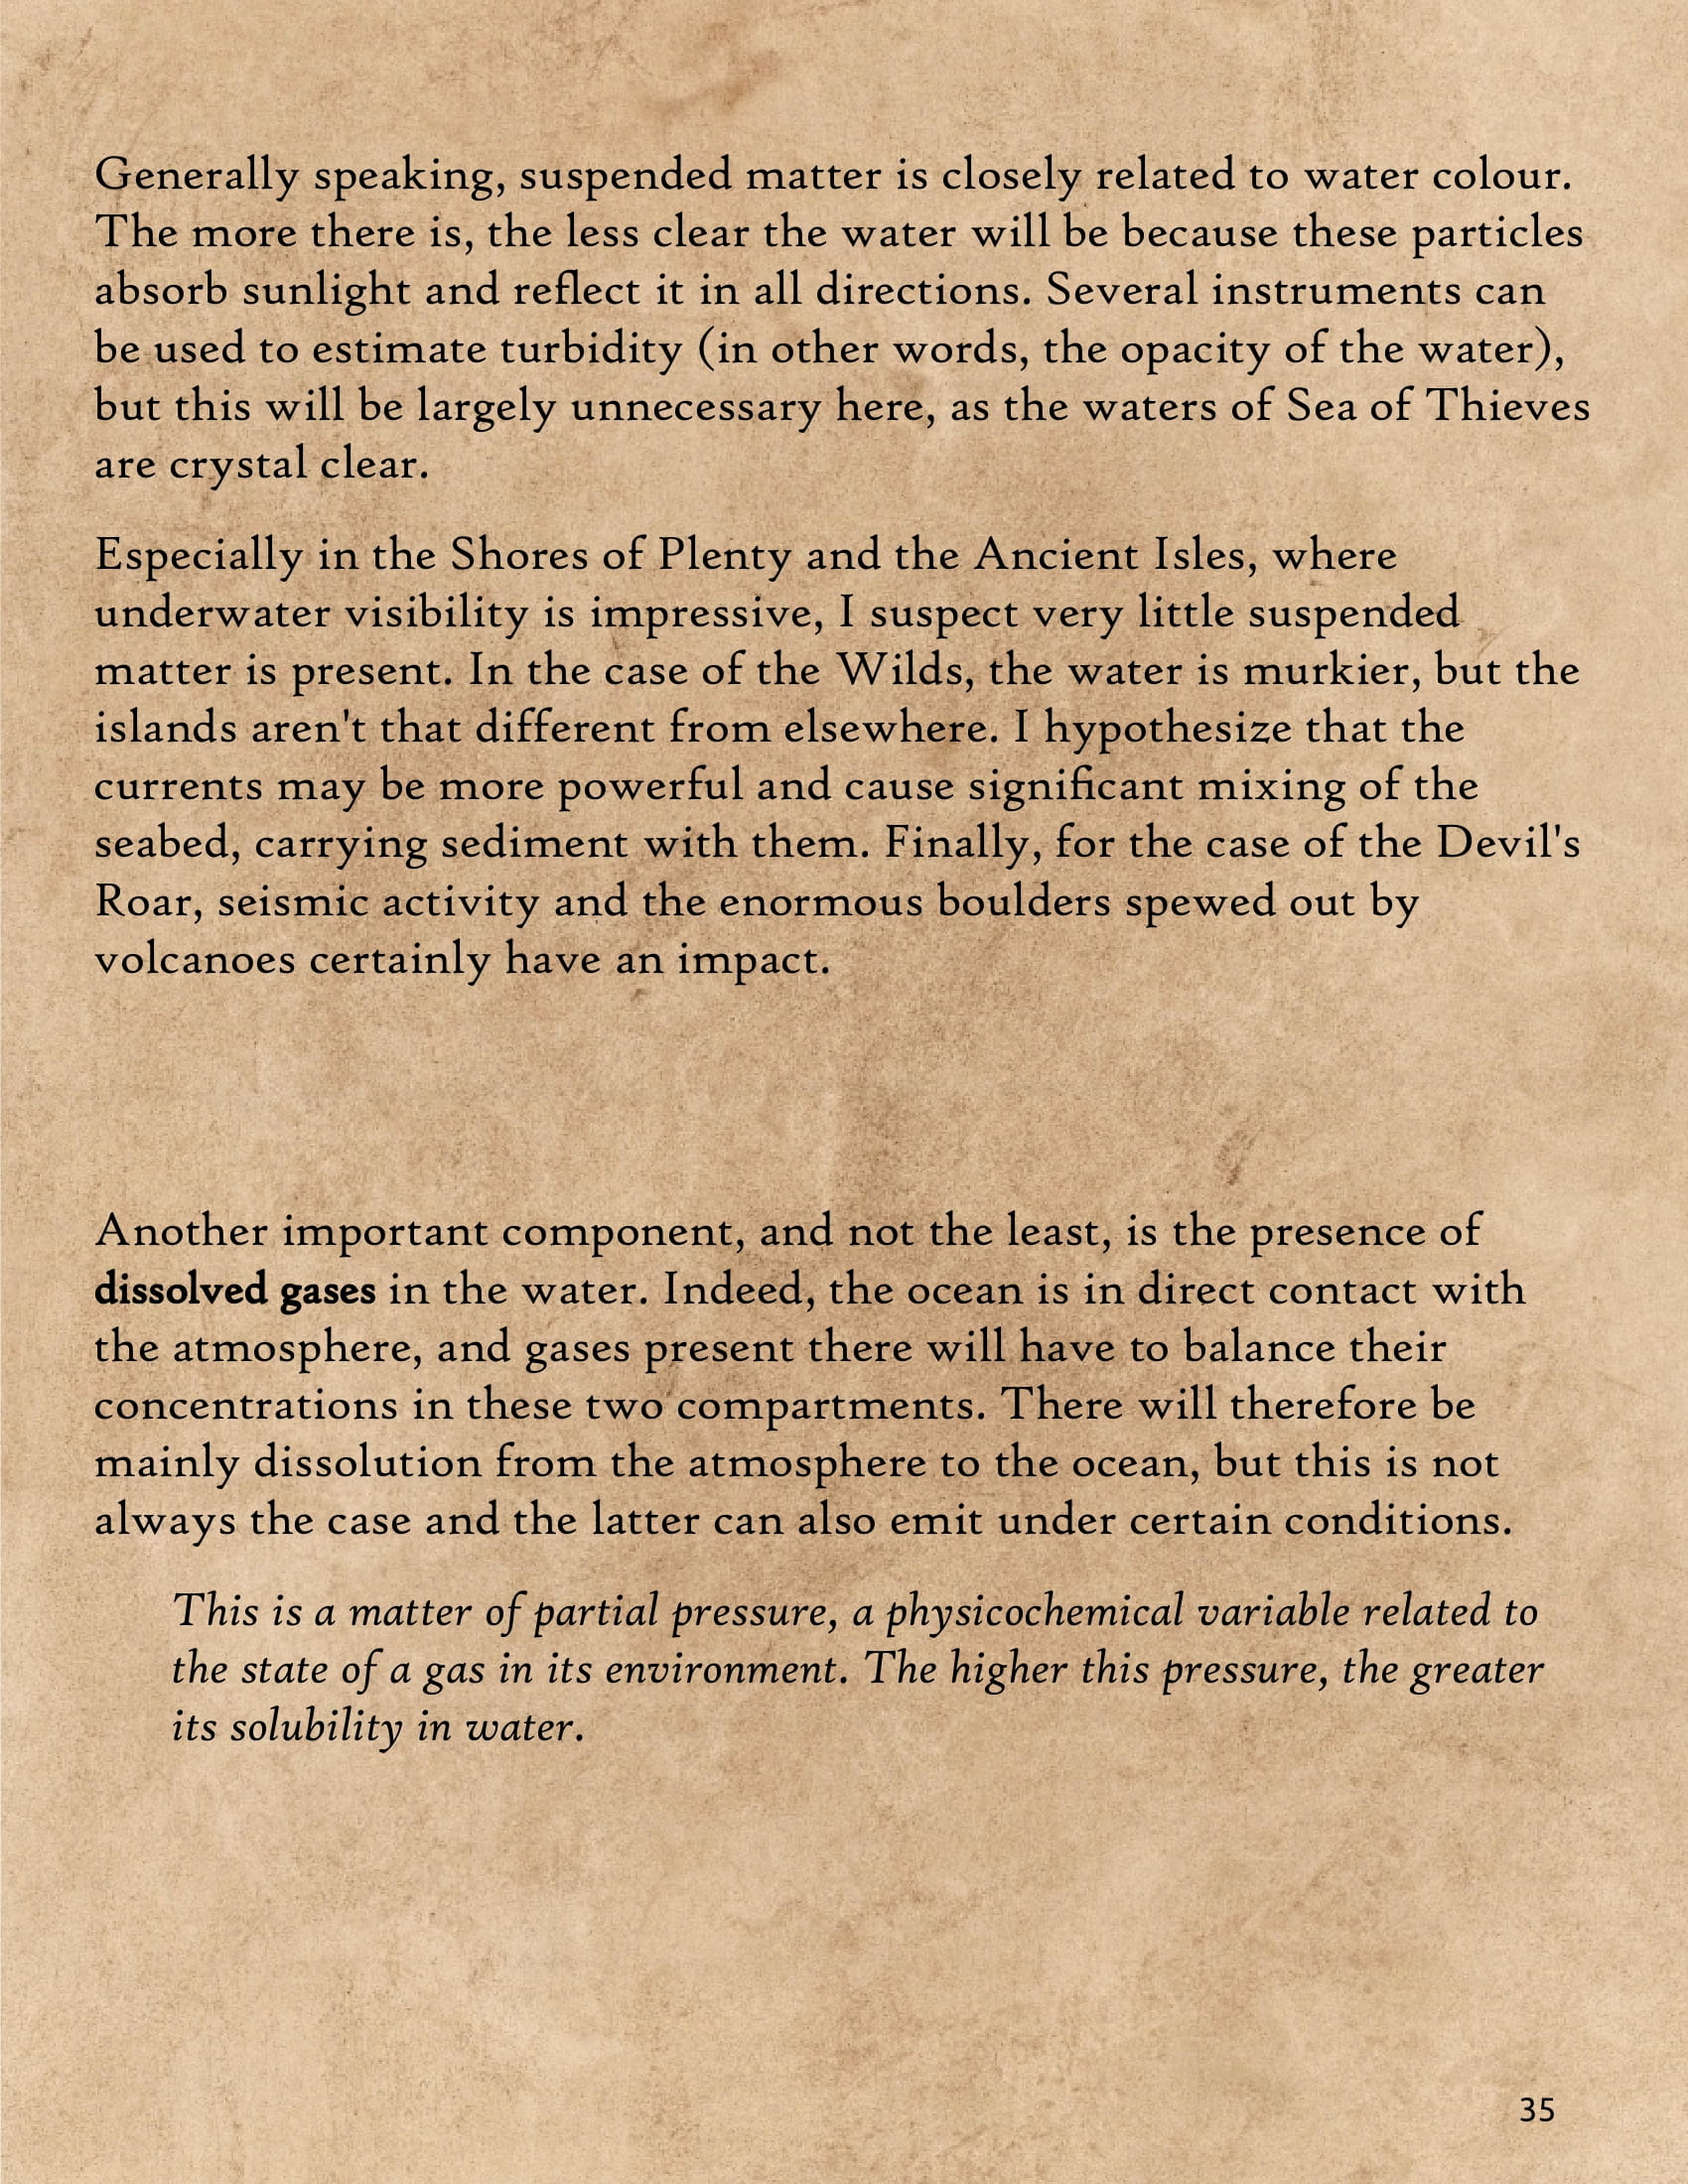 Generally speaking, suspended matter is closely related to water colour.
The more there is, the less clear the water will be because these particles
absorb sunlight and reflect it in all directions. Several instruments can
be used to estimate turbidity (in other words, the opacity of the water),
but this will be largely unnecessary here, as the waters of Sea of Thieves
are crystal clear.
Especially in the Shores of Plenty and the Ancient Isles, where
underwater visibility is impressive, I suspect very little suspended
matter is present. In the case of the Wilds, the water is murkier, but the
islands aren't that different from elsewhere. I hypothesize that the
currents may be more powerful and cause significant mixing of the
seabed, carrying sediment with them. Finally, for the case of the Devil's
Roar, seismic activity and the enormous boulders spewed out by
volcanoes certainly have an impact.
Another important component, and not the least, is the presence of
dissolved gases in the water. Indeed, the ocean is in direct contact with
the atmosphere, and gases present there will have to balance their
concentrations in these two compartments. There will therefore be
mainly dissolution from the atmosphere to the ocean, but this is not
always the case and the latter can also emit under certain conditions.
This is a matter of partial pressure, a physicochemical variable related to
the state of a gas in its environment. The higher this pressure, the greater
its solubility in water.
35